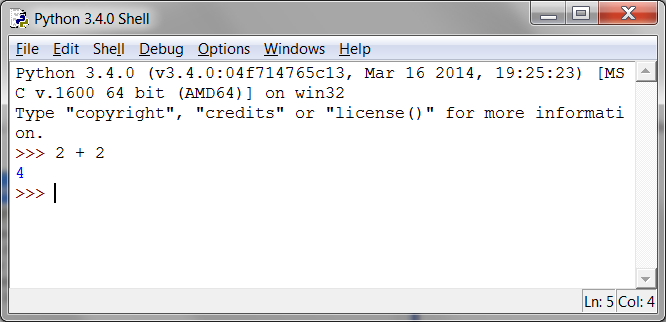 Python 3.4.0 Shell
File Edit Shell Debug Options Windows Help
Python 3.4.0 (v3.4.0:04f714765c13, Mar 16 2014, 19:25:23) [MS
C v.1600 64 bit (AMD64)] on win32
Type "copyright", "credits" or "license()" for more informati
on.
>>> 2 + 2
4
>>>
Ln: 5 Col: 4